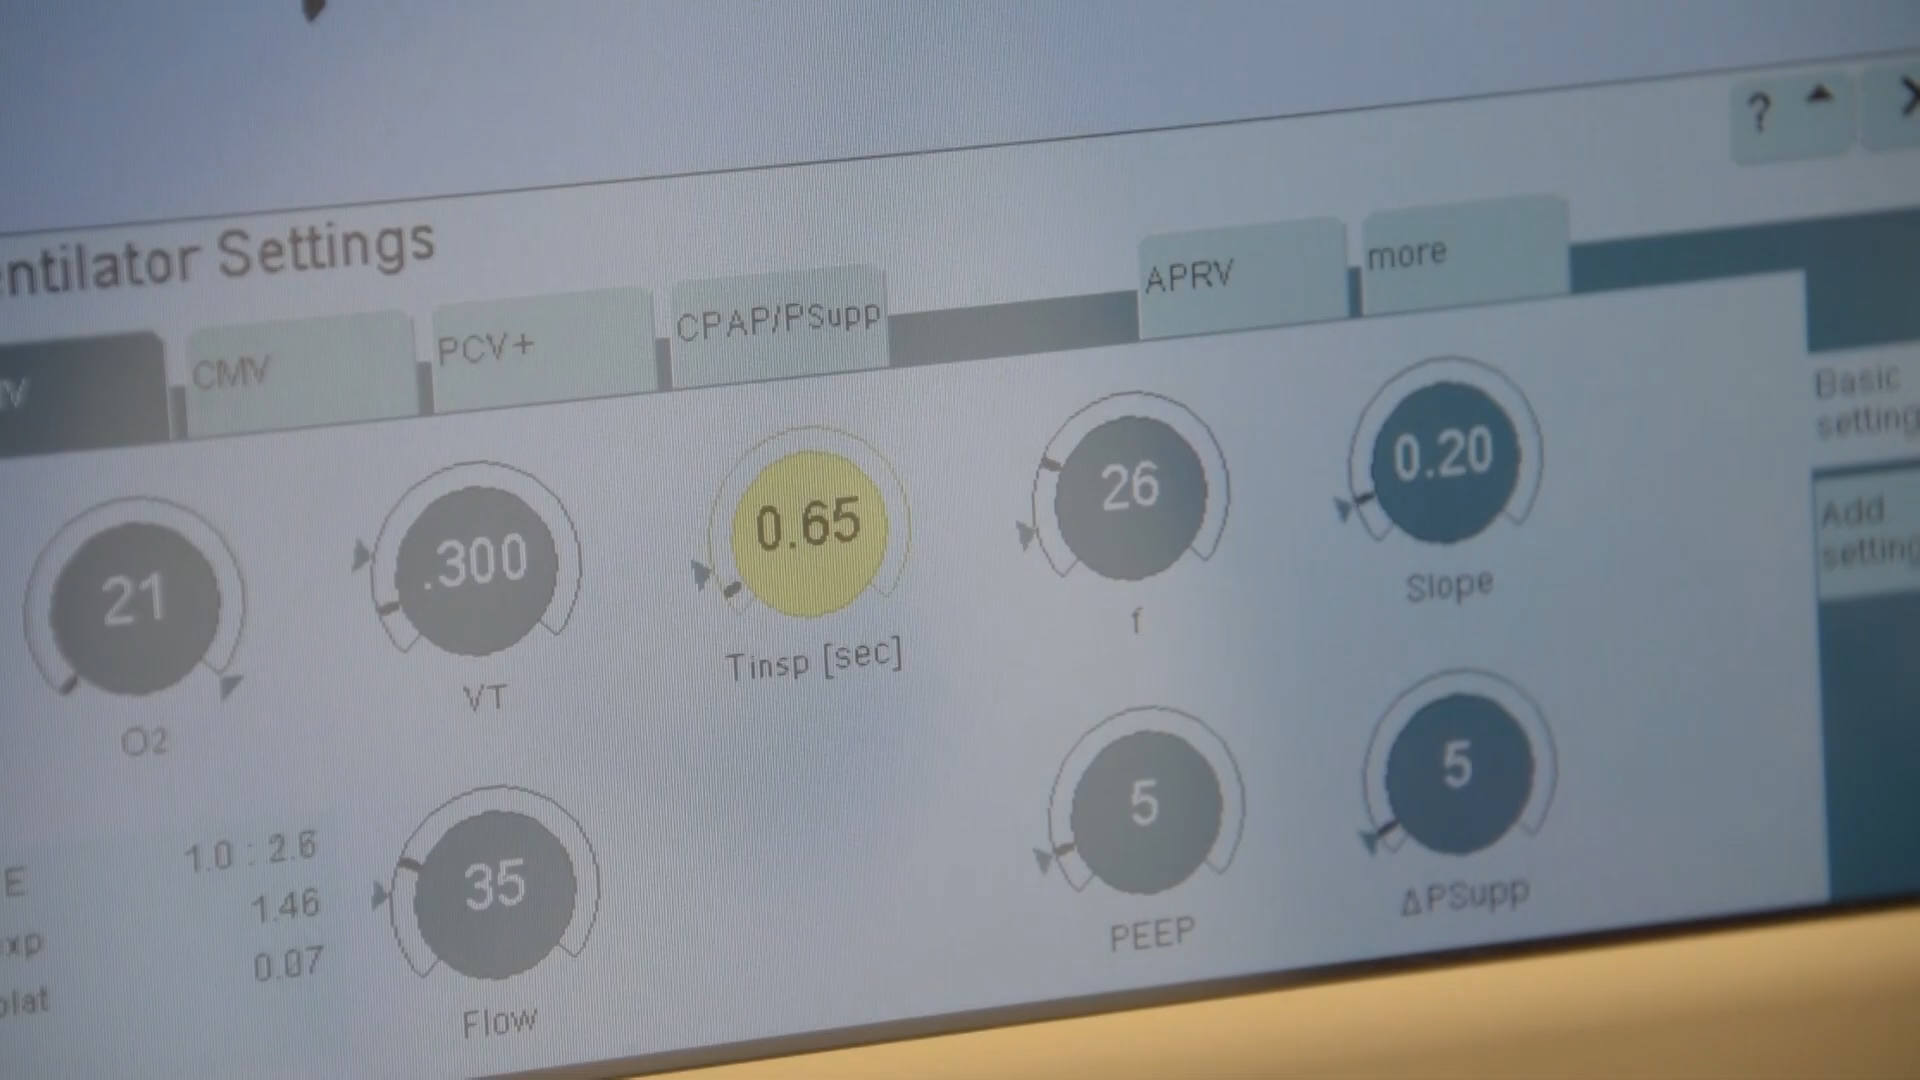 ? X
entilator Settings
V CMV PCV+ CPAP/PSupp APRV more
Basic
setting
Add
setting
21 .300 0.65 26 0.20
O2 VT Tinsp [sec] f Slope
35 5 5
Flow PEEP ΔPSupp
E 1.0 : 2.6
xp 1.46
plat 0.07